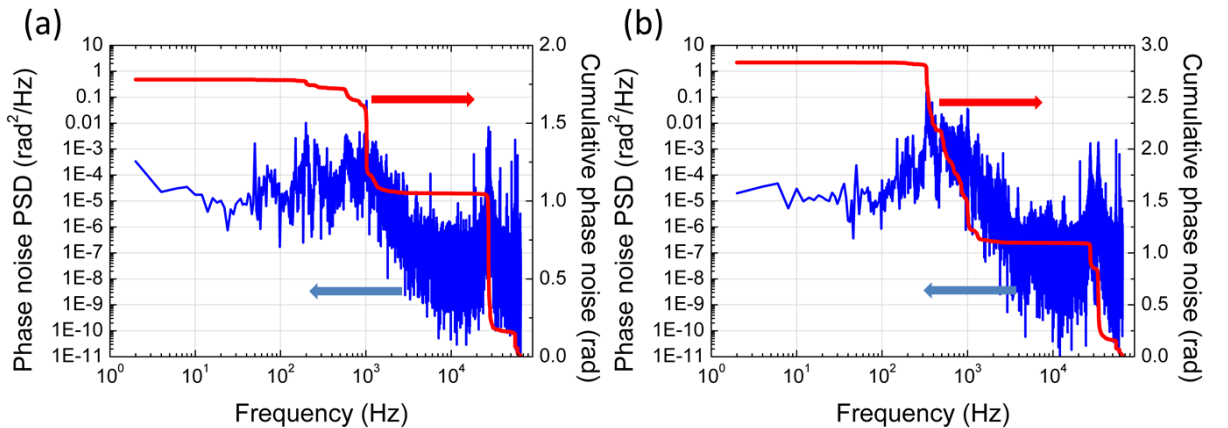 (a)
Phase noise PSD (rad²/Hz)
10
1
0.1
0.01
1E-3
1E-4
1E-5
1E-6
1E-7
1E-8
1E-9
1E-10
1E-11
10⁰ 10¹ 10² 10³ 10⁴
Frequency (Hz)
2.0
1.5
1.0
0.5
0.0
Cumulative phase noise (rad)
(b)
Phase noise PSD (rad²/Hz)
10
1
0.1
0.01
1E-3
1E-4
1E-5
1E-6
1E-7
1E-8
1E-9
1E-10
1E-11
10⁰ 10¹ 10² 10³ 10⁴
Frequency (Hz)
3.0
2.5
2.0
1.5
1.0
0.5
0.0
Cumulative phase noise (rad)